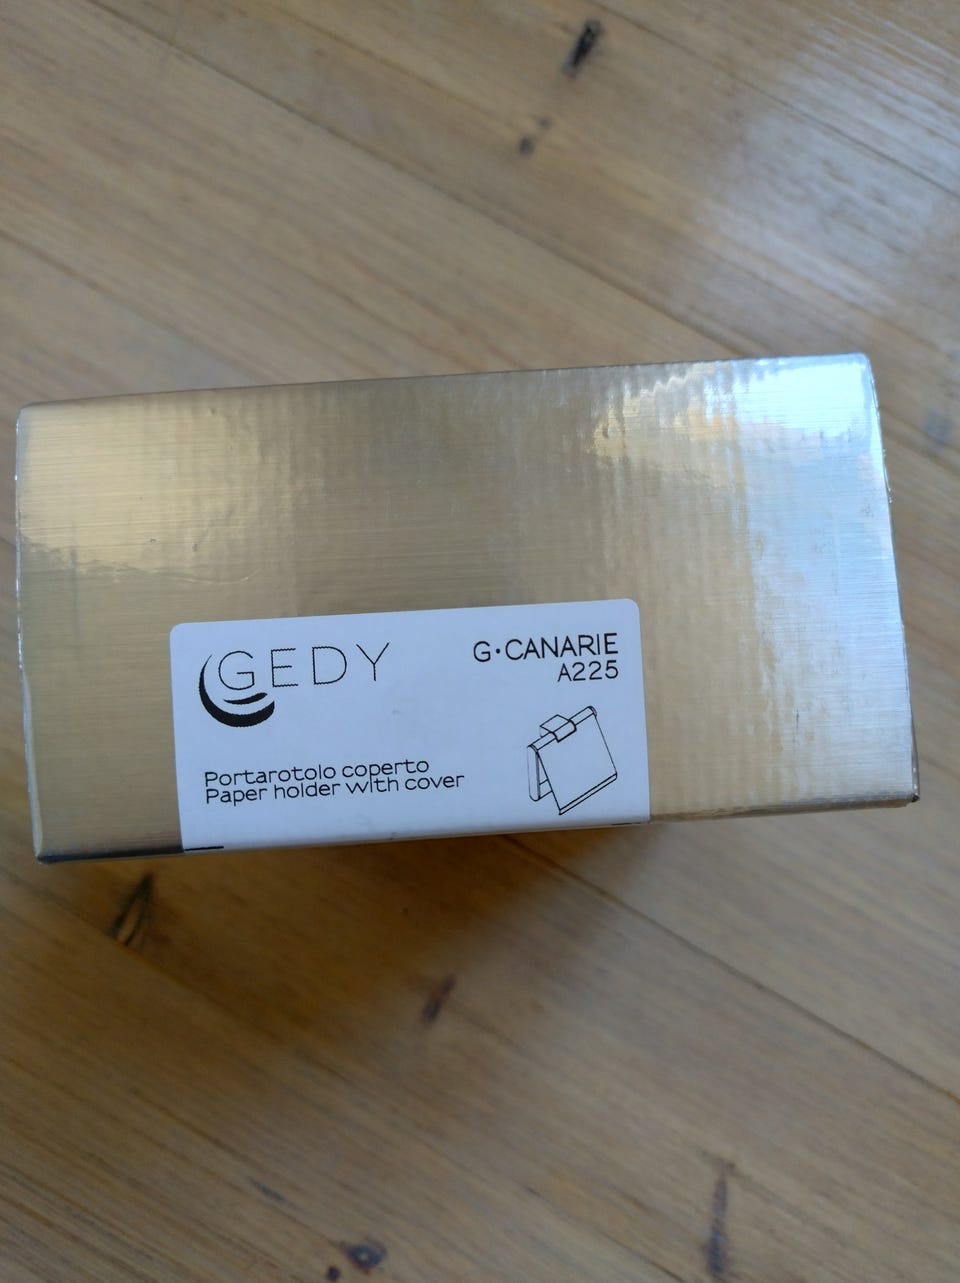 GEDY
G•CANARIE
A225
Portarotolo coperto
Paper holder with cover